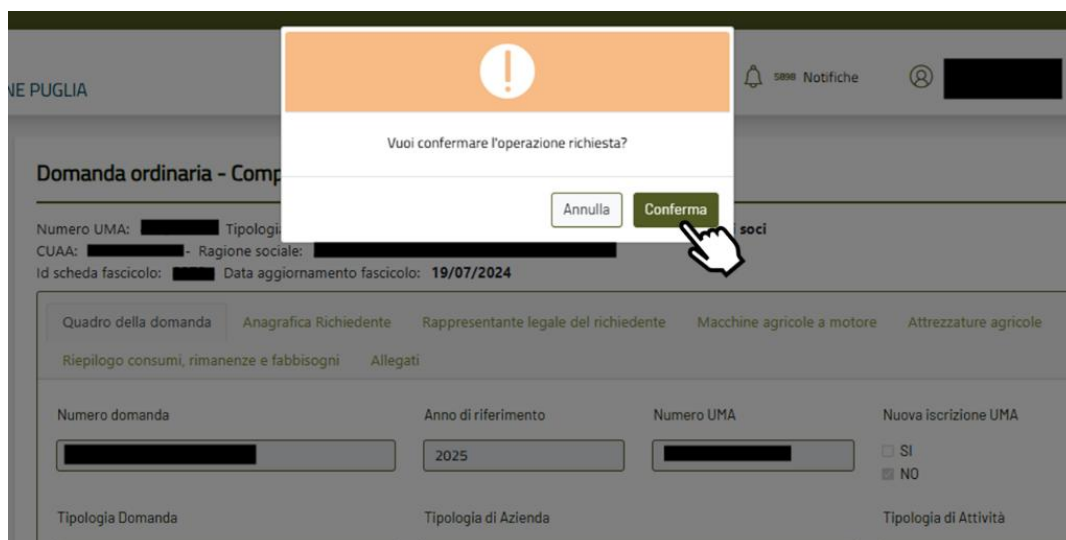 NE PUGLIA
Notifiche
Vuoi confermare l'operazione richiesta?
Annulla Conferma
Domanda ordinaria - Comp
Numero UMA: Tipologi soci
CUAA: - Ragione sociale:
Id scheda fascicolo: Data aggiornamento fascicolo: 19/07/2024
Quadro della domanda Anagrafica Richiedente Rappresentante legale del richiedente Macchine agricole a motore Attrezzature agricole
Riepilogo consumi, rimanenze e fabbisogni Allegati
Numero domanda Anno di riferimento Numero UMA Nuova iscrizione UMA
2025 SI
NO
Tipologia Domanda Tipologia di Azienda Tipologia di Attività